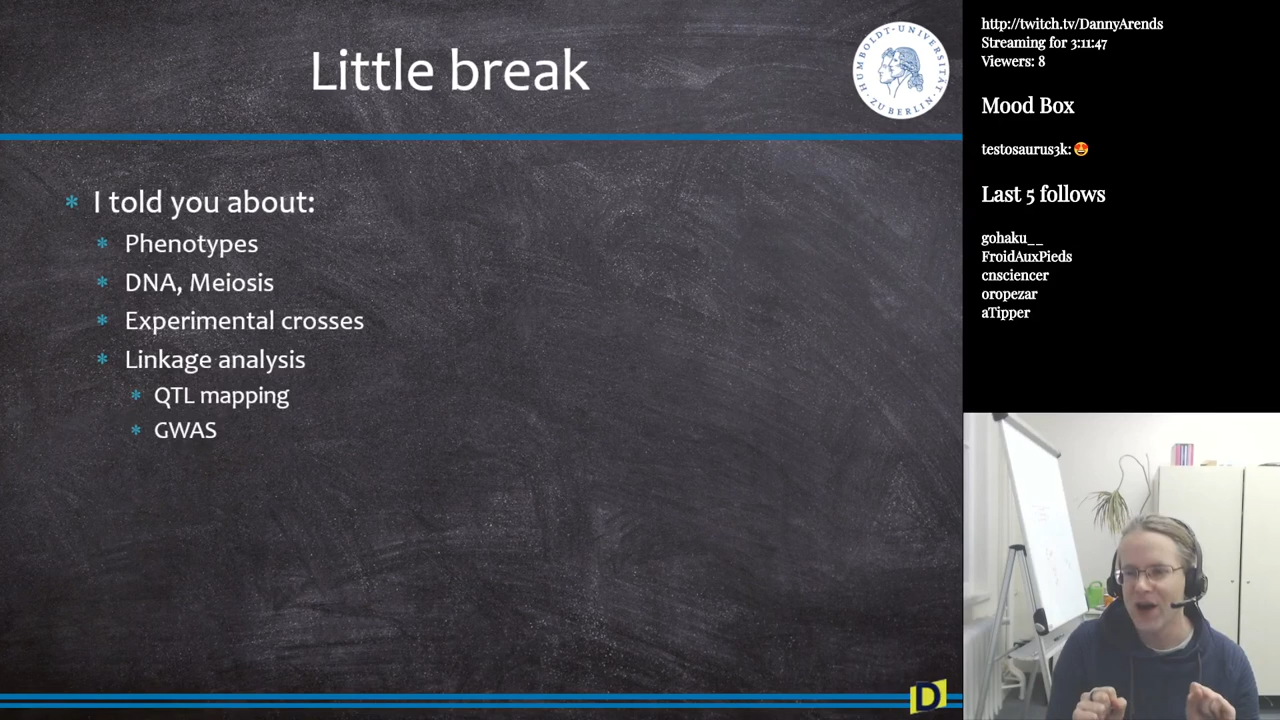 Little break
HUMBOLDT-UNIVERSITÄT
ZU BERLIN
I told you about:
Phenotypes
DNA, Meiosis
Experimental crosses
Linkage analysis
QTL mapping
GWAS
D
http://twitch.tv/DannyArends
Streaming for 3:11:47
Viewers: 8
Mood Box
testosaurus3k:🤩
Last 5 follows
gohaku__
FroidAuxPieds
cnsciencer
oropezar
aTipper